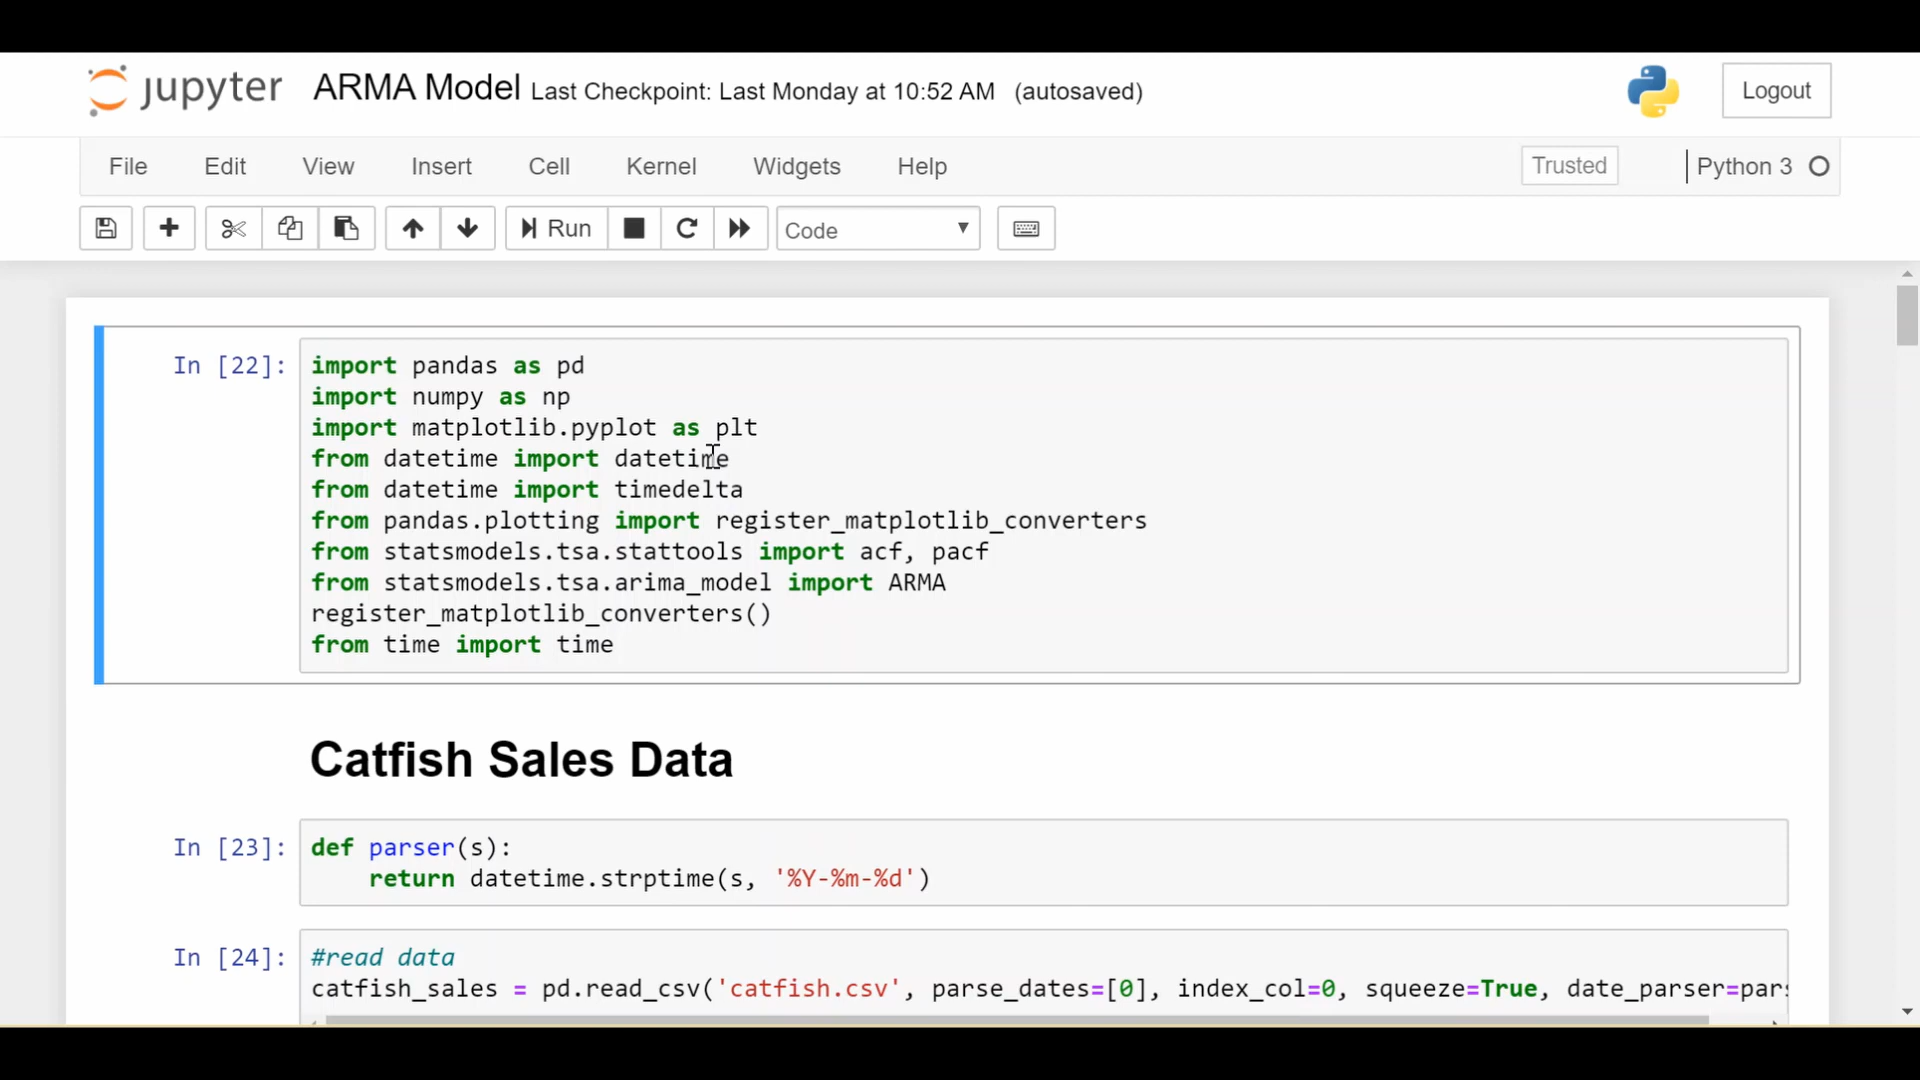 jupyter ARMA Model Last Checkpoint: Last Monday at 10:52 AM (autosaved) Logout
File Edit View Insert Cell Kernel Widgets Help Trusted Python 3
Run Code
In [22]: import pandas as pd
import numpy as np
import matplotlib.pyplot as plt
from datetime import datetime
from datetime import timedelta
from pandas.plotting import register_matplotlib_converters
from statsmodels.tsa.stattools import acf, pacf
from statsmodels.tsa.arima_model import ARMA
register_matplotlib_converters()
from time import time
Catfish Sales Data
In [23]: def parser(s):
    return datetime.strptime(s, '%Y-%m-%d')
In [24]: #read data
catfish_sales = pd.read_csv('catfish.csv', parse_dates=[0], index_col=0, squeeze=True, date_parser=pars